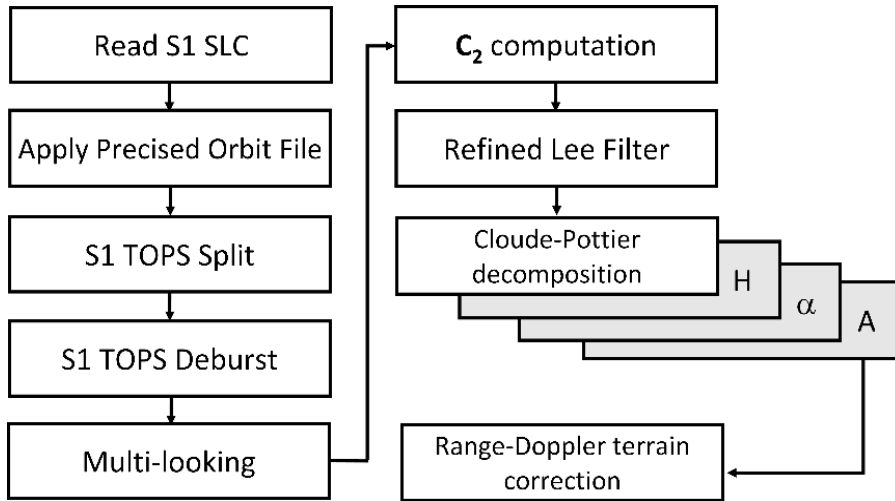 Read S1 SLC
Apply Precised Orbit File
S1 TOPS Split
S1 TOPS Deburst
Multi-looking
C₂ computation
Refined Lee Filter
Cloude-Pottier
decomposition
H
α
A
Range-Doppler terrain
correction